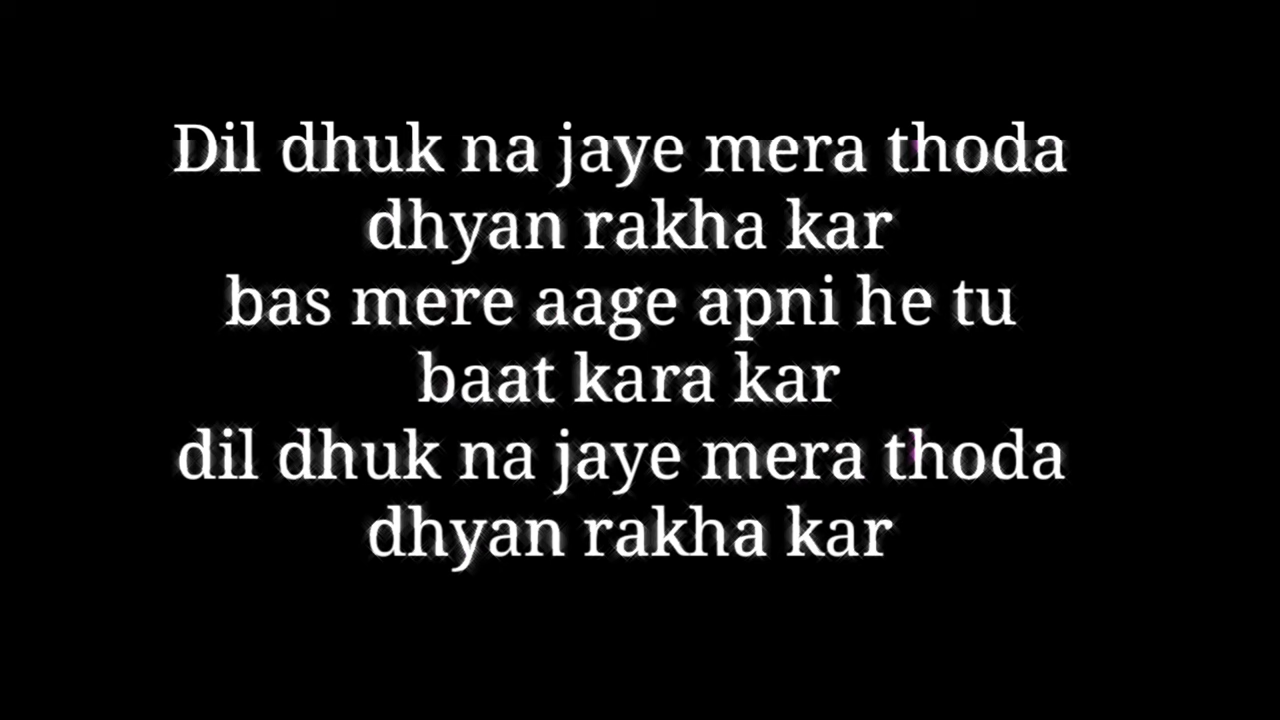 Dil dhuk na jaye mera thoda
dhyan rakha kar
bas mere aage apni he tu
baat kara kar
dil dhuk na jaye mera thoda
dhyan rakha kar